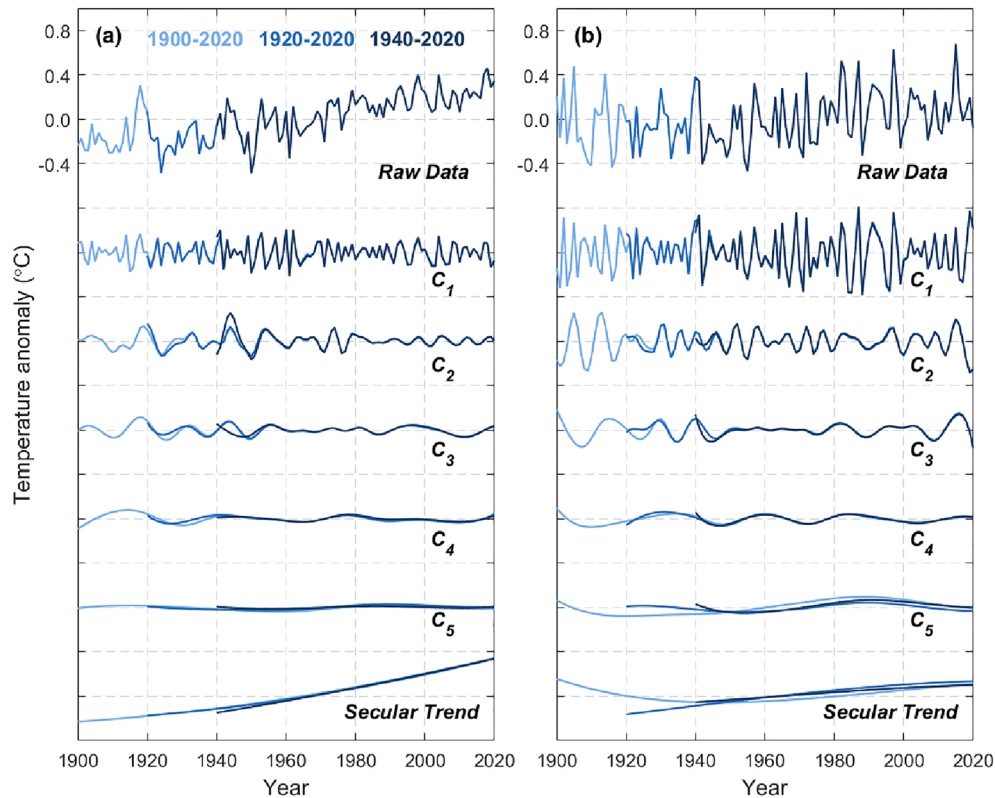 (a) 1900-2020 1920-2020 1940-2020
(b)
0.8
0.4
0.0
-0.4
0.8
0.4
0.0
-0.4
Raw Data
Raw Data
Temperature anomaly (°C)
C1
C1
C2
C2
C3
C3
C4
C4
C5
C5
Secular Trend
Secular Trend
1900 1920 1940 1960 1980 2000 2020
1900 1920 1940 1960 1980 2000 2020
Year
Year